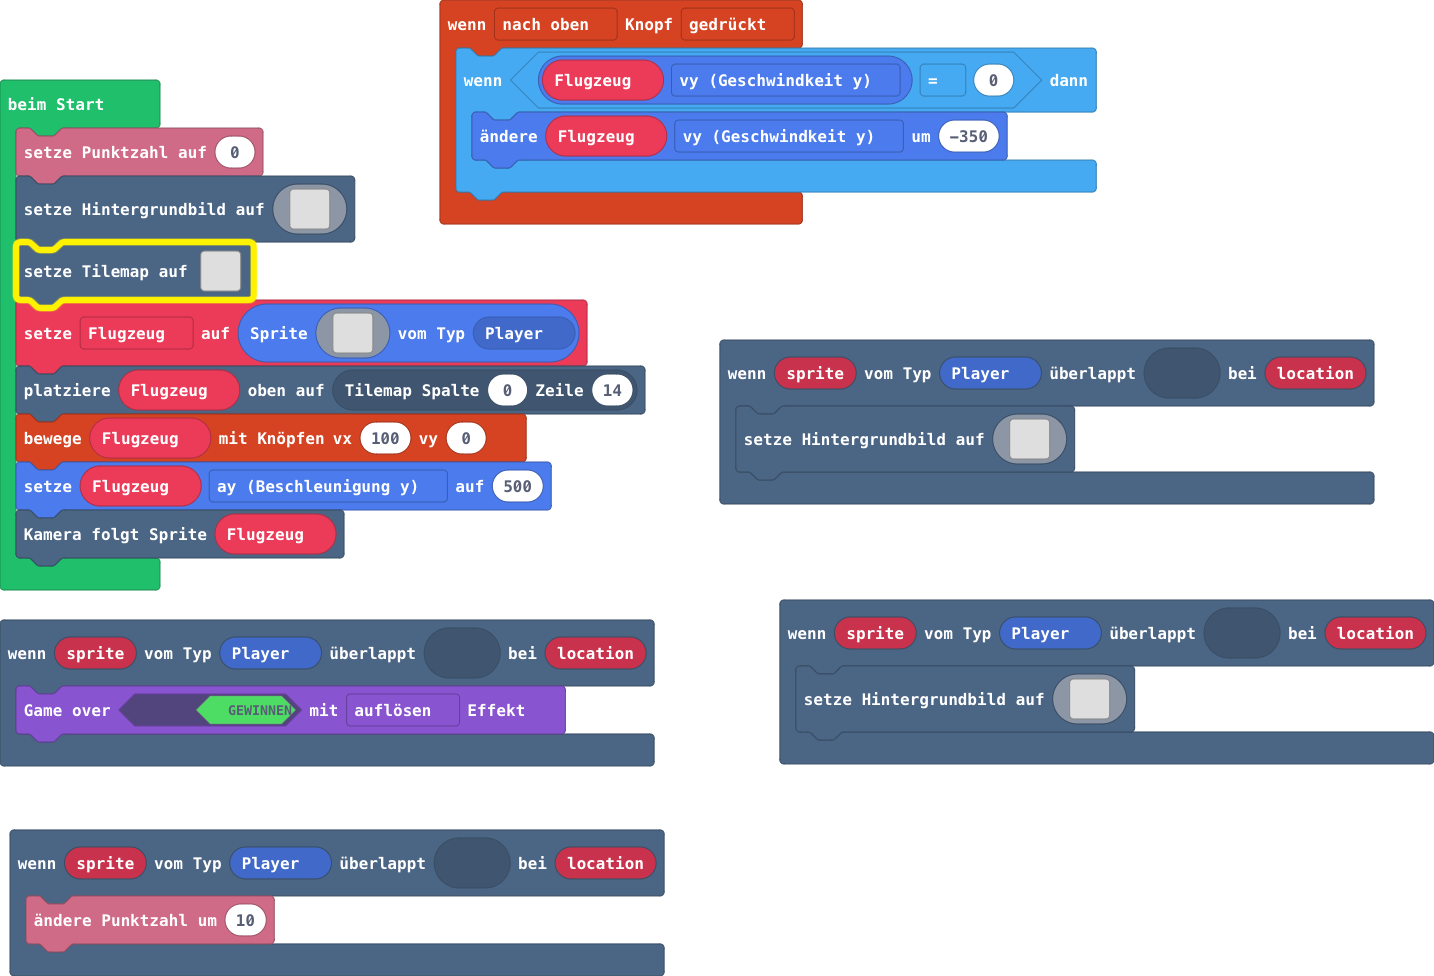 wenn nach oben Knopf gedrückt
wenn Flugzeug vy (Geschwindkeit y) = 0 dann
ändere Flugzeug vy (Geschwindkeit y) um −350
beim Start
setze Punktzahl auf 0
setze Hintergrundbild auf
setze Tilemap auf
setze Flugzeug auf Sprite vom Typ Player
platziere Flugzeug oben auf Tilemap Spalte 0 Zeile 14
bewege Flugzeug mit Knöpfen vx 100 vy 0
setze Flugzeug ay (Beschleunigung y) auf 500
Kamera folgt Sprite Flugzeug
wenn sprite vom Typ Player überlappt bei location
setze Hintergrundbild auf
wenn sprite vom Typ Player überlappt bei location
Game over GEWINNEN mit auflösen Effekt
wenn sprite vom Typ Player überlappt bei location
setze Hintergrundbild auf
wenn sprite vom Typ Player überlappt bei location
ändere Punktzahl um 10